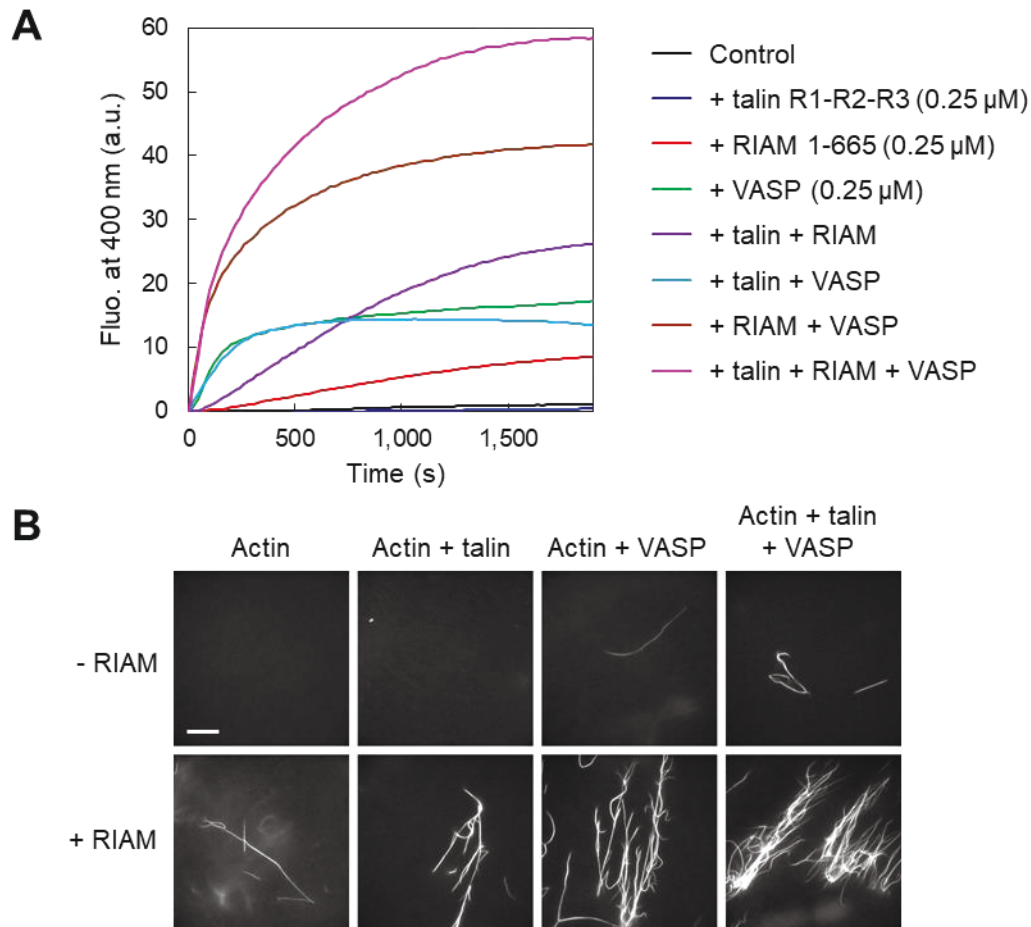 A
Fluo. at 400 nm (a.u.)
60
50
40
30
20
10
0
0 500 1,000 1,500
Time (s)
Control
+ talin R1-R2-R3 (0.25 µM)
+ RIAM 1-665 (0.25 µM)
+ VASP (0.25 µM)
+ talin + RIAM
+ talin + VASP
+ RIAM + VASP
+ talin + RIAM + VASP
B
Actin
Actin + talin
Actin + VASP
Actin + talin
+ VASP
- RIAM
+ RIAM